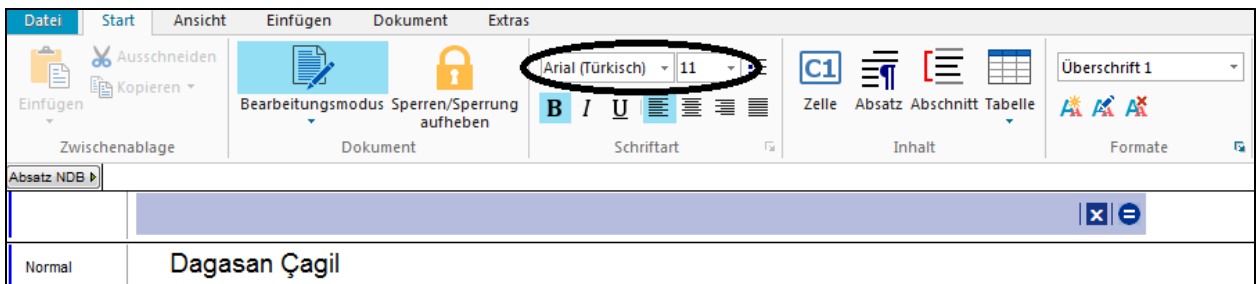 Datei Start Ansicht Einfügen Dokument Extras
Ausschneiden
Kopieren
Einfügen
Zwischenablage
Bearbeitungsmodus Sperren/Sperrung
aufheben
Dokument
Arial (Türkisch) 11
B I U
Schriftart
C1
Zelle Absatz Abschnitt Tabelle
Inhalt
Überschrift 1
Formate
Absatz NDB
Normal Dagasan Çagil